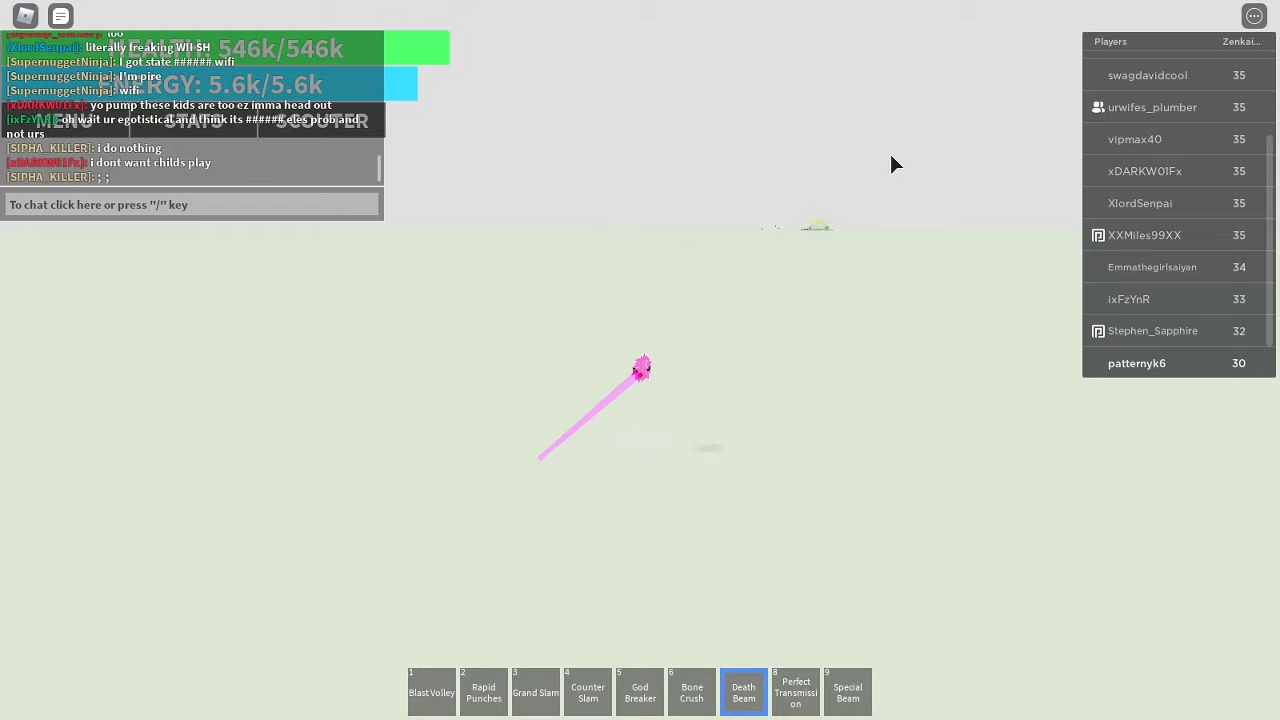 too
[XlordSenpai]: literally freaking WII SH
HEALTH: 546k/546k
[SupernuggetNinja]: I got state ###### wifi
[SupernuggetNinja]: I'm pire
ENERGY: 5.6k/5.6k
[SupernuggetNinja]: wifi
[xDARKW01Fx]: yo pump these kids are too ez imma head out
MENU STATS SCOUTER
[ixFzYnR]: oh wait ur egotistical and think its ###### eles prob and
not urs
[SIPHA_KILLER]: i do nothing
[xDARKW01Fx]: i dont want childs play
[SIPHA_KILLER]: ; ;
To chat click here or press "/" key
Players Zenkai...
swagdavidcool 35
urwifes_plumber 35
vipmax40 35
xDARKW01Fx 35
XlordSenpai 35
XXMiles99XX 35
Emmathegirlsaiyan 34
ixFzYnR 33
Stephen_Sapphire 32
patternyk6 30
1 Blast Volley
2 Rapid
Punches
3 Grand Slam
4 Counter
Slam
5 God
Breaker
6 Bone
Crush
Death
Beam
8 Perfect
Transmissi
on
9 Special
Beam